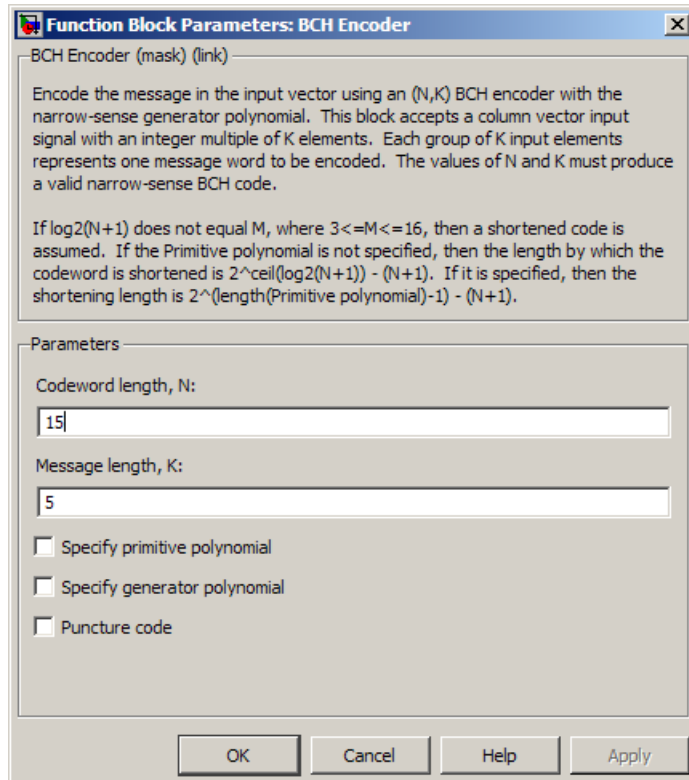 Function Block Parameters: BCH Encoder
BCH Encoder (mask) (link)
Encode the message in the input vector using an (N,K) BCH encoder with the
narrow-sense generator polynomial. This block accepts a column vector input
signal with an integer multiple of K elements. Each group of K input elements
represents one message word to be encoded. The values of N and K must produce
a valid narrow-sense BCH code.
If log2(N+1) does not equal M, where 3<=M<=16, then a shortened code is
assumed. If the Primitive polynomial is not specified, then the length by which the
codeword is shortened is 2^ceil(log2(N+1)) - (N+1). If it is specified, then the
shortening length is 2^(length(Primitive polynomial)-1) - (N+1).
Parameters
Codeword length, N:
15
Message length, K:
5
Specify primitive polynomial
Specify generator polynomial
Puncture code
OK Cancel Help Apply